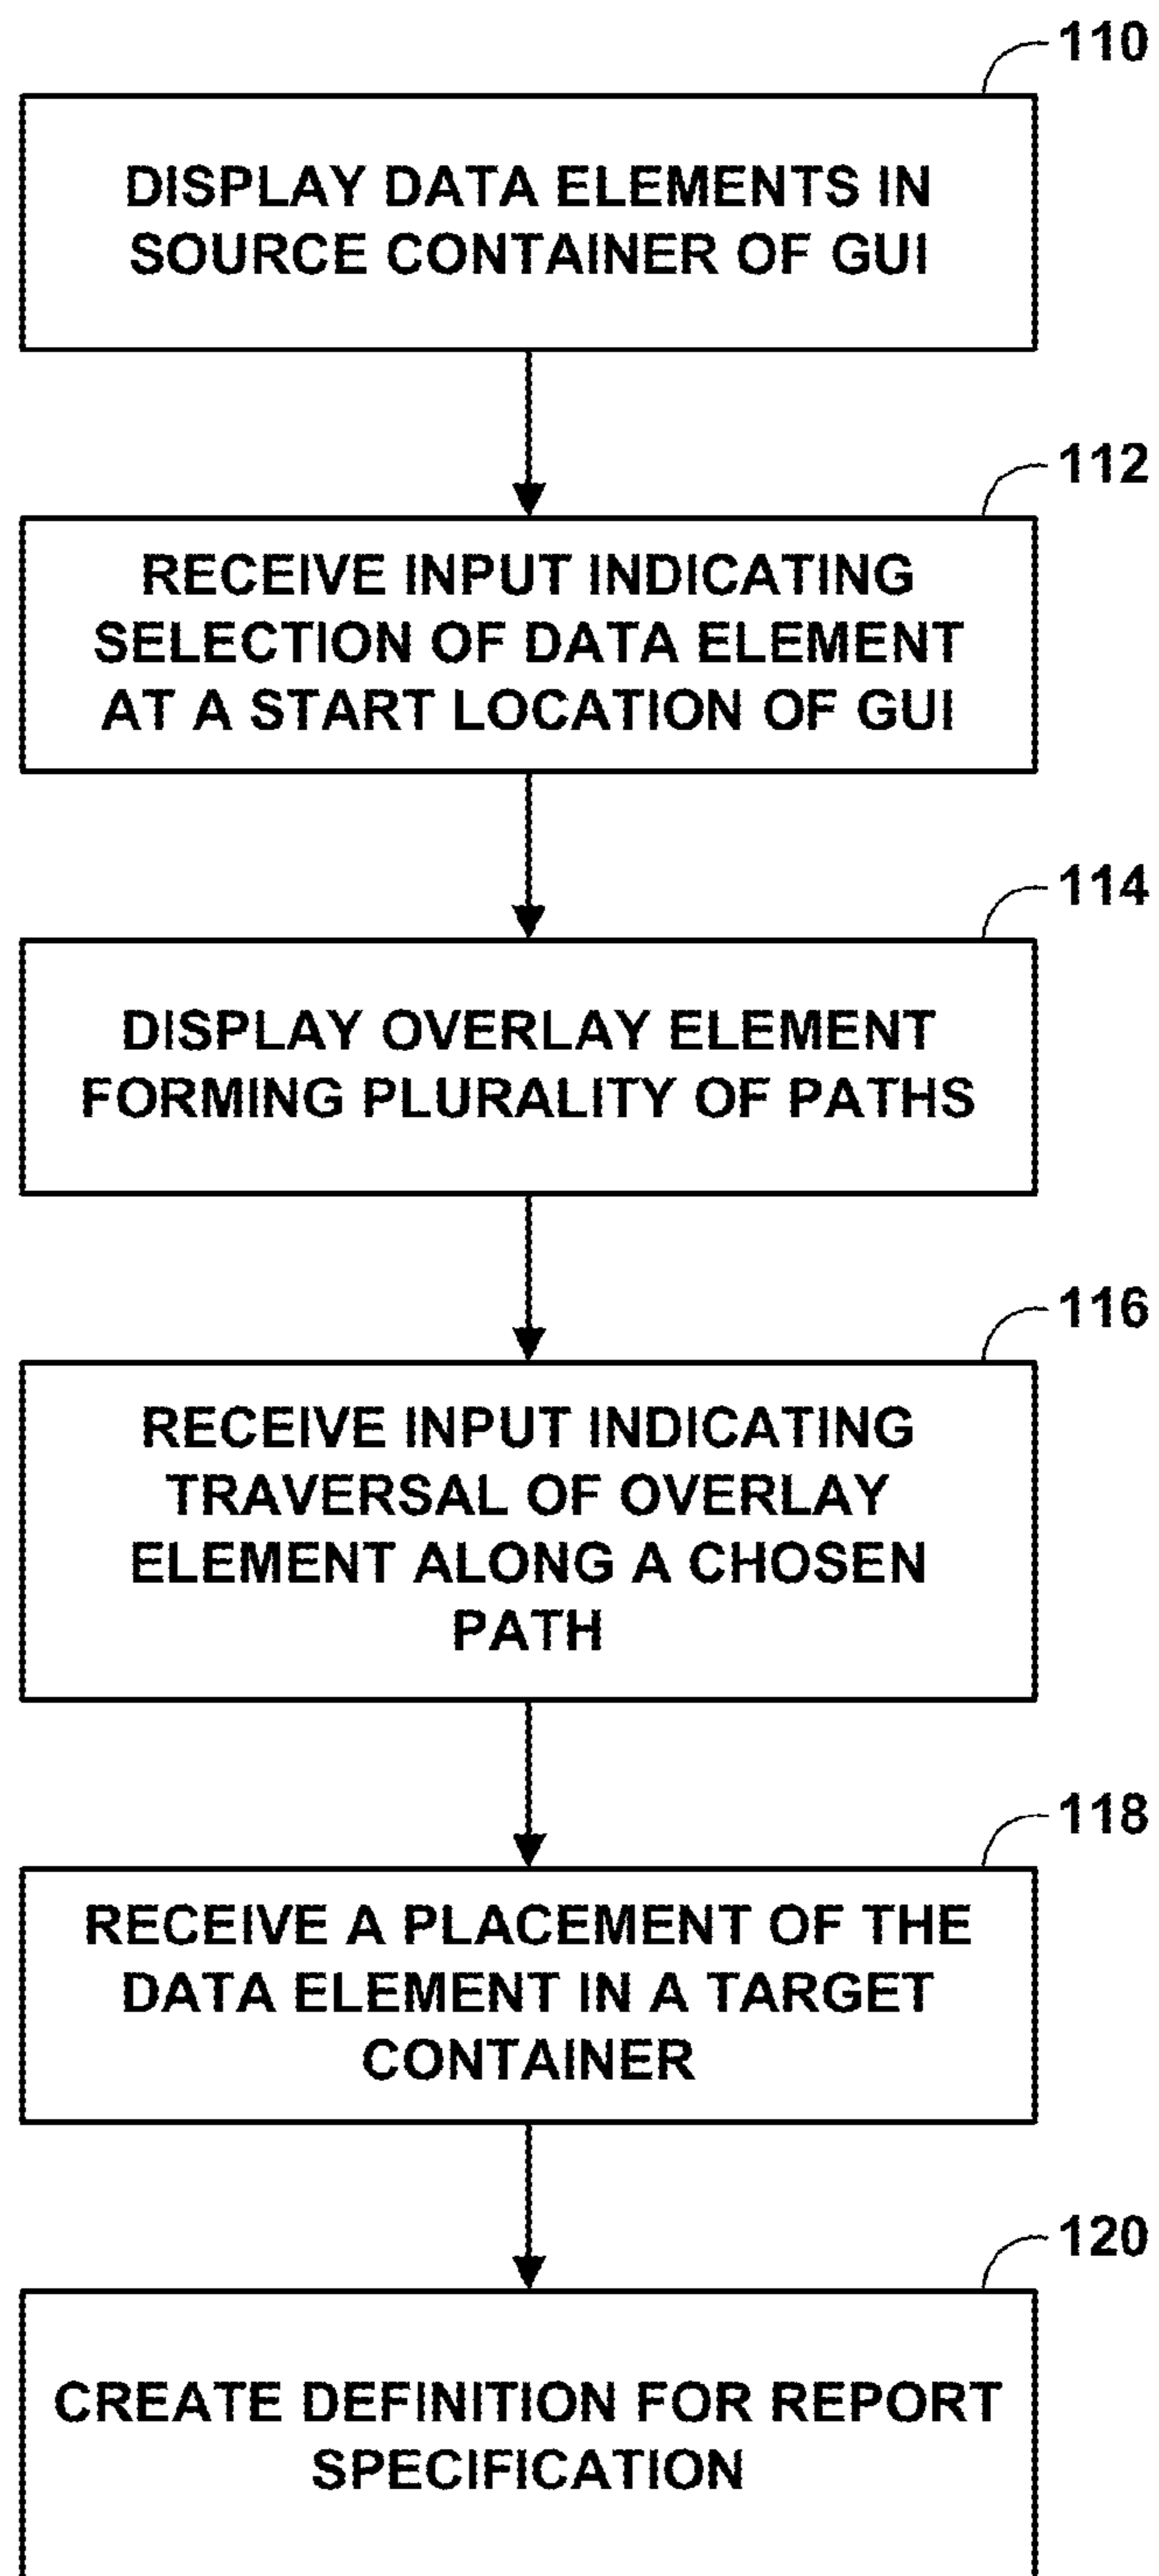 110
DISPLAY DATA ELEMENTS IN
SOURCE CONTAINER OF GUI
112
RECEIVE INPUT INDICATING
SELECTION OF DATA ELEMENT
AT A START LOCATION OF GUI
114
DISPLAY OVERLAY ELEMENT
FORMING PLURALITY OF PATHS
116
RECEIVE INPUT INDICATING
TRAVERSAL OF OVERLAY
ELEMENT ALONG A CHOSEN
PATH
118
RECEIVE A PLACEMENT OF THE
DATA ELEMENT IN A TARGET
CONTAINER
120
CREATE DEFINITION FOR REPORT
SPECIFICATION